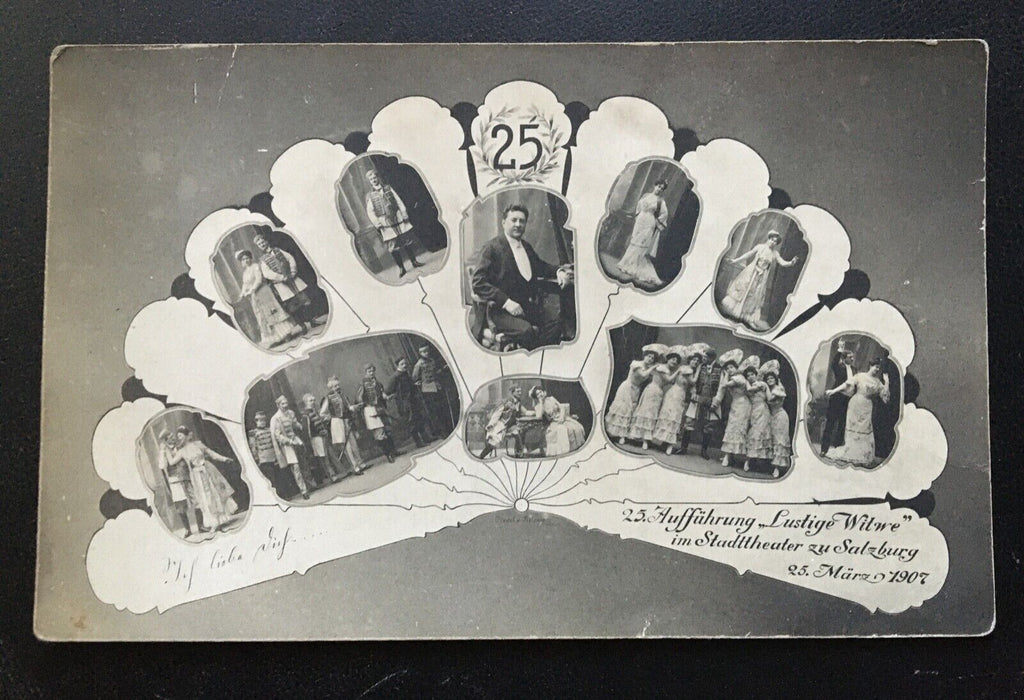 25
Ich liebe Dich.....
25. Aufführung „Lustige Witwe"
im Stadttheater zu Salzburg
25. März 1907